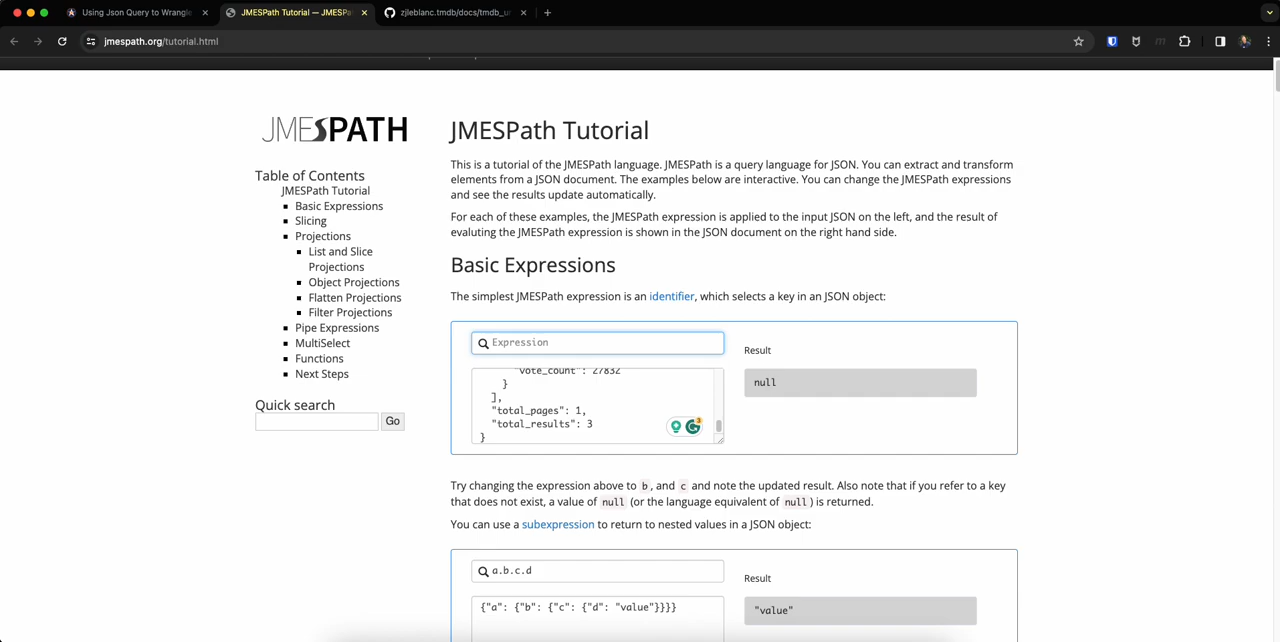 Using Json Query to Wrangle
JMESPath Tutorial — JMESPa
zjleblanc.tmdb/docs/tmdb_ur
jmespath.org/tutorial.html
JMESPATH
Table of Contents
JMESPath Tutorial
Basic Expressions
Slicing
Projections
List and Slice
Projections
Object Projections
Flatten Projections
Filter Projections
Pipe Expressions
MultiSelect
Functions
Next Steps
Quick search
Go
JMESPath Tutorial
This is a tutorial of the JMESPath language. JMESPath is a query language for JSON. You can extract and transform
elements from a JSON document. The examples below are interactive. You can change the JMESPath expressions
and see the results update automatically.
For each of these examples, the JMESPath expression is applied to the input JSON on the left, and the result of
evaluting the JMESPath expression is shown in the JSON document on the right hand side.
Basic Expressions
The simplest JMESPath expression is an identifier, which selects a key in an JSON object:
Expression
Result
"vote_count": 27832
}
],
"total_pages": 1,
"total_results": 3
}
null
Try changing the expression above to b, and c and note the updated result. Also note that if you refer to a key
that does not exist, a value of null (or the language equivalent of null) is returned.
You can use a subexpression to return to nested values in a JSON object:
a.b.c.d
Result
{"a": {"b": {"c": {"d": "value"}}}}
"value"